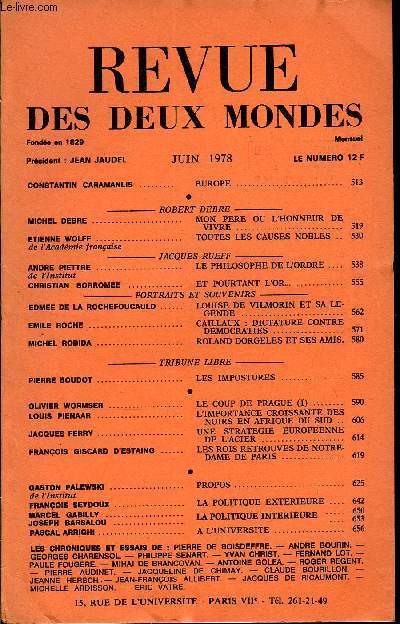 Le-livre.com
REVUE
DES DEUX MONDES
Fondée en 1829
Mensuel
Président : JEAN JAUDEL JUIN 1978 LE NUMERO 12 F
CONSTANTIN CARAMANLIS .......... EUROPE .......................... 513
ROBERT DEBRE
MICHEL DEBRE ...................... MON PERE OU L'HONNEUR DE
VIVRE .......................... 519
ETIENNE WOLFF .................... TOUTES LES CAUSES NOBLES .. 530
de l'Académie française
JACQUES RUEFF
ANDRE PIETTRE .................... LE PHILOSOPHE DE L'ORDRE .... 538
de l'Institut
CHRISTIAN BORROMEE .............. ET POURTANT L'OR... ............ 555
PORTRAITS ET SOUVENIRS
EDMEE DE LA ROCHEFOUCAULD ...... LOUISE DE VILMORIN ET SA LE-
GENDE .......................... 562
EMILE ROCHE ...................... CAILLAUX : DICTATURE CONTRE
DEMOCRATIES .................... 571
MICHEL ROBIDA .................... ROLAND DORGELES ET SES AMIS. 580
TRIBUNE LIBRE
PIERRE BOUDOT .................... LES IMPOSTURES ................ 585
OLIVIER WORMSER .................. LE COUP DE PRAGUE (I) .......... 590
LOUIS PIENAAR .................... L'IMPORTANCE CROISSANTE DES
NOIRS EN AFRIQUE DU SUD .. 606
JACQUES FERRY .................... UNE STRATEGIE EUROPEENNE
DE L'ACIER .................... 614
FRANÇOIS GISCARD D'ESTAING ...... LES ROIS RETROUVES DE NOTRE-
DAME DE PARIS ................ 619
GASTON PALEWSKI .................. PROPOS .......................... 625
de l'Institut
FRANÇOIS SEYDOUX ................ LA POLITIQUE EXTERIEURE .... 642
MARCEL GABILLY .................. LA POLITIQUE INTERIEURE .... 650
JOSEPH BARSALOU .................. 653
PASCAL ARRIGHI .................. A L'UNIVERSITE ................ 656
LES CHRONIQUES ET ESSAIS DE : PIERRE DE BOISDEFFRE. — ANDRE BOURIN. —
GEORGES CHARENSOL. — PHILIPPE SENART. — YVAN CHRIST. — FERNAND LOT. —
PAULE FOUGERE. — MIHAI DE BRANCOVAN. — ANTOINE GOLEA. — ROGER REGENT.
— PIERRE AUDINET. — JACQUELINE DE CHIMAY. — CLAUDE BOURILLON. —
JEANNE HERSCH. — JEAN-FRANÇOIS ALLIBERT. — JACQUES DE RICAUMONT. —
MICHELLE ARDISSON. ERIC VATRE.
15, RUE DE L'UNIVERSITE - PARIS VIIe - Tél. 261-21-49